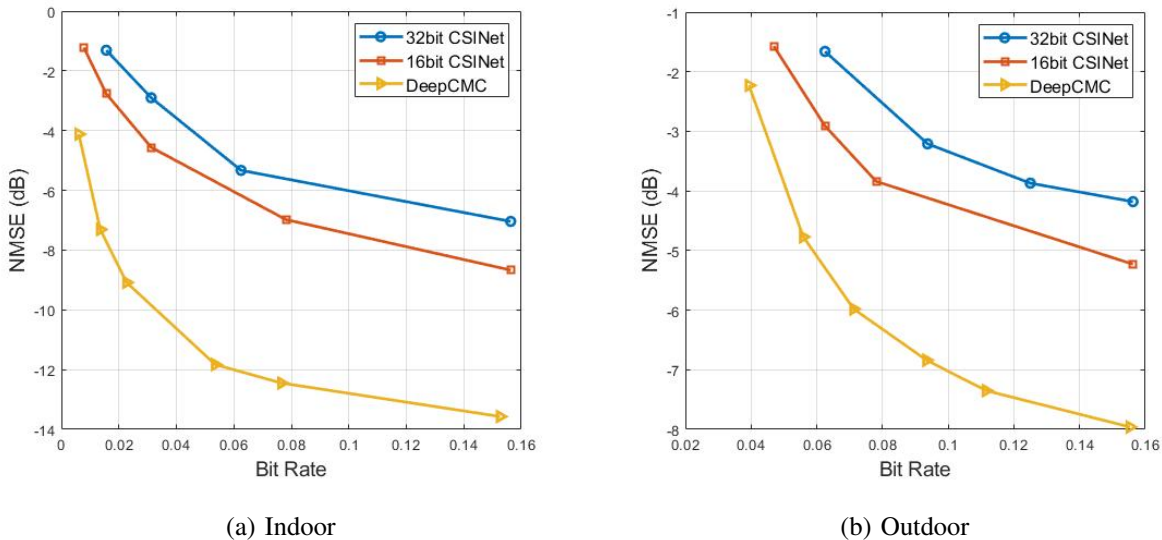 0
-2
-4
-6
-8
-10
-12
-14
0
0.02
0.04
0.06
0.08
0.1
0.12
0.14
0.16
NMSE (dB)
Bit Rate
32bit CSINet
16bit CSINet
DeepCMC
(a) Indoor
-1
-2
-3
-4
-5
-6
-7
-8
0.02
0.04
0.06
0.08
0.1
0.12
0.14
0.16
NMSE (dB)
Bit Rate
32bit CSINet
16bit CSINet
DeepCMC
(b) Outdoor